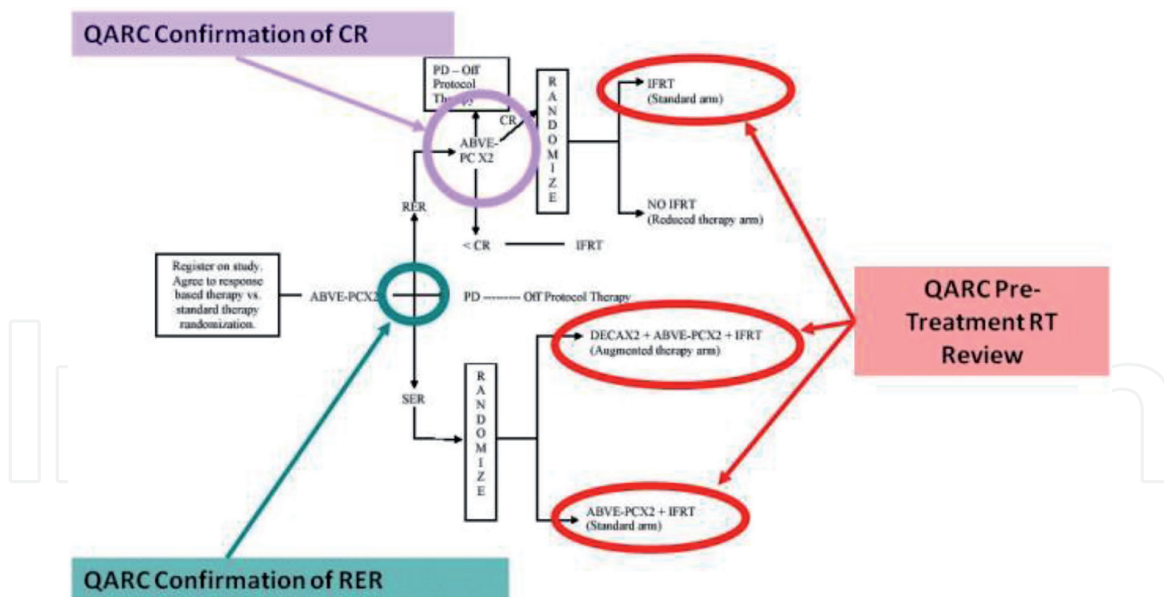 QARC Confirmation of CR
PD – Off
Protocol
Therapy
CR
ABVE-
PC X2
R
A
N
D
O
M
I
Z
E
IFRT
(Standard arm)
NO IFRT
(Reduced therapy arm)
RER
< CR IFRT
Register on study.
Agree to response
based therapy vs.
standard therapy
randomization.
ABVE-PCX2
PD -------- Off Protocol Therapy
QARC Pre-
Treatment RT
Review
DECAX2 + ABVE-PCX2 + IFRT
(Augmented therapy arm)
SER
R
A
N
D
O
M
I
Z
E
ABVE-PCX2 + IFRT
(Standard arm)
QARC Confirmation of RER